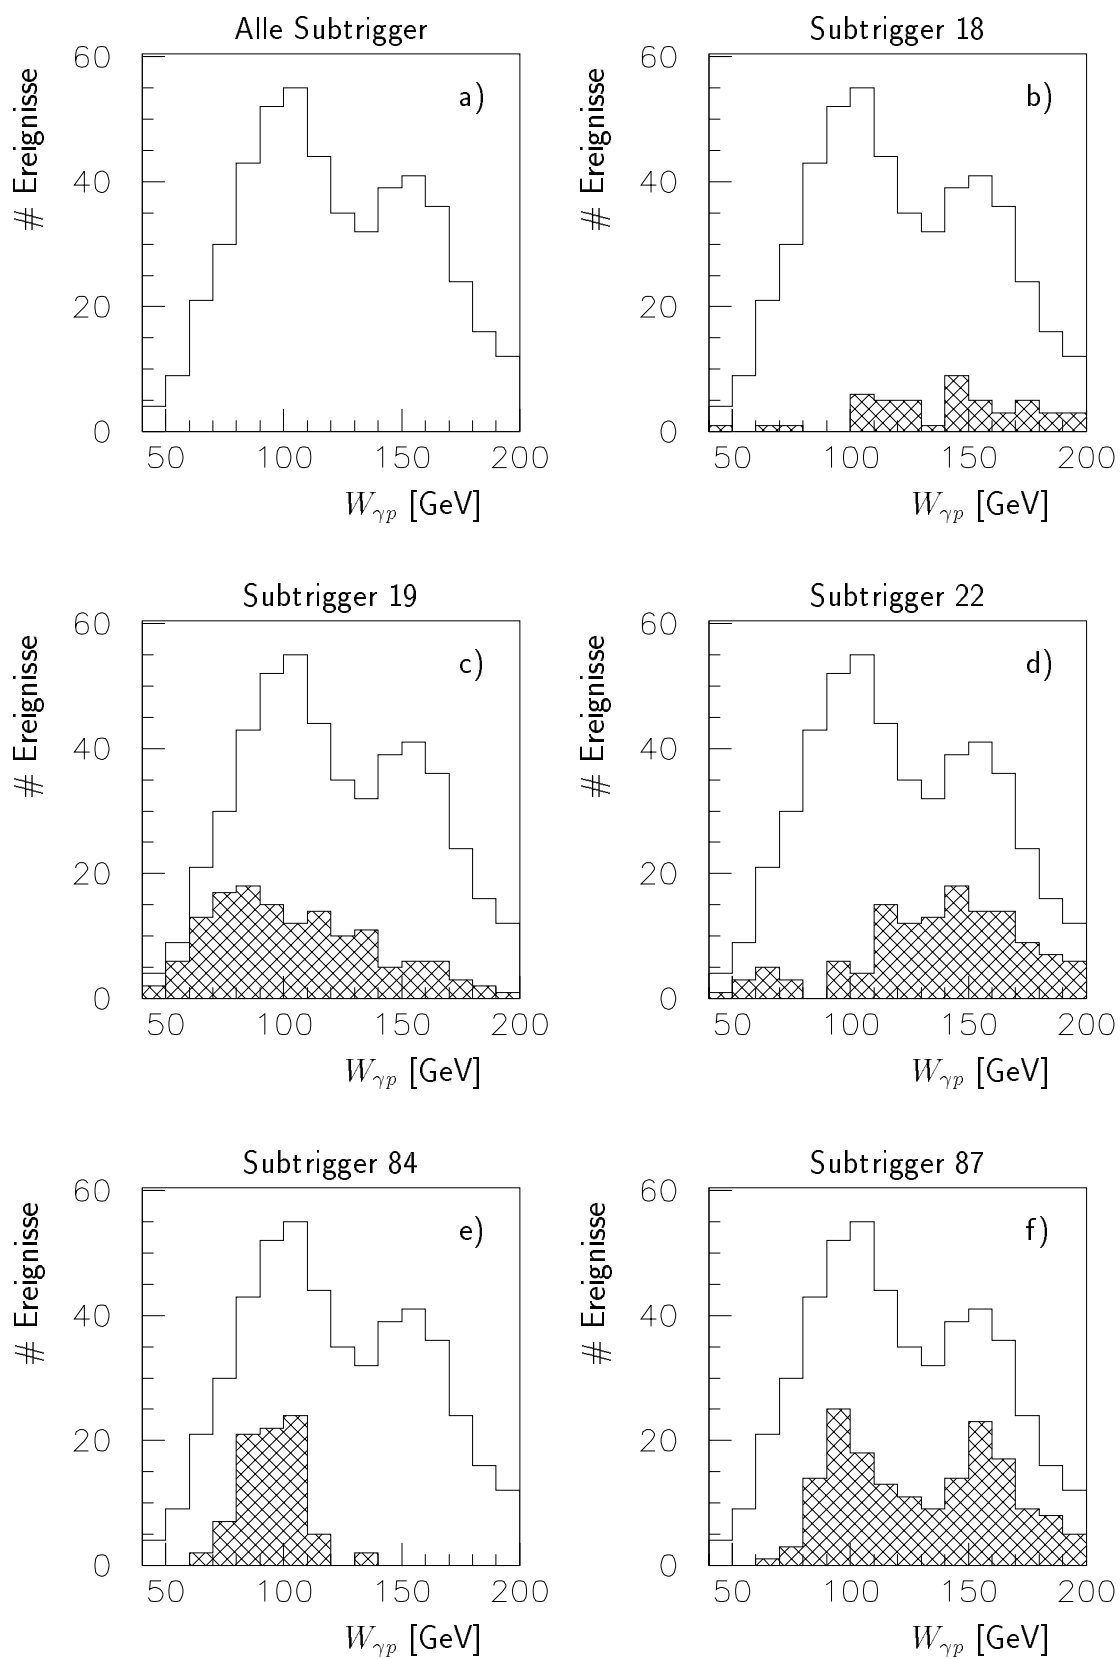 Alle Subtrigger
Subtrigger 18
# Ereignisse
60
40
20
0
a)
50 100 150 200
W_γp [GeV]
# Ereignisse
60
40
20
0
b)
50 100 150 200
W_γp [GeV]
Subtrigger 19
Subtrigger 22
# Ereignisse
60
40
20
0
c)
50 100 150 200
W_γp [GeV]
# Ereignisse
60
40
20
0
d)
50 100 150 200
W_γp [GeV]
Subtrigger 84
Subtrigger 87
# Ereignisse
60
40
20
0
e)
50 100 150 200
W_γp [GeV]
# Ereignisse
60
40
20
0
f)
50 100 150 200
W_γp [GeV]